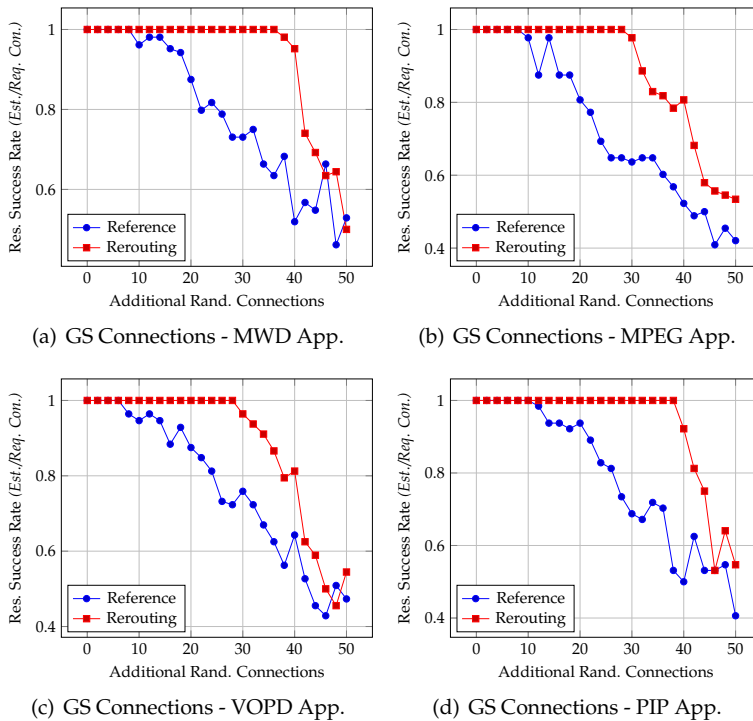 1
0.8
0.6
Res. Success Rate (Est./Req. Con.)
Reference
Rerouting
0 10 20 30 40 50
Additional Rand. Connections
(a) GS Connections - MWD App.
1
0.8
0.6
0.4
Res. Success Rate (Est./Req. Con.)
Reference
Rerouting
0 10 20 30 40 50
Additional Rand. Connections
(b) GS Connections - MPEG App.
1
0.8
0.6
0.4
Res. Success Rate (Est./Req. Con.)
Reference
Rerouting
0 10 20 30 40 50
Additional Rand. Connections
(c) GS Connections - VOPD App.
1
0.8
0.6
0.4
Res. Success Rate (Est./Req. Con.)
Reference
Rerouting
0 10 20 30 40 50
Additional Rand. Connections
(d) GS Connections - PIP App.